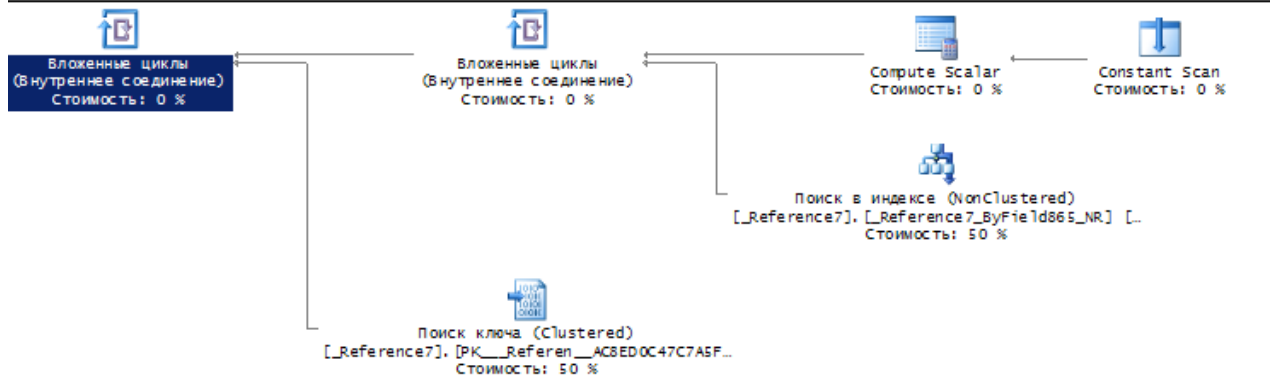 Вложенные циклы
(Внутреннее соединение)
Стоимость: 0 %
Вложенные циклы
(Внутреннее соединение)
Стоимость: 0 %
Compute Scalar
Стоимость: 0 %
Constant Scan
Стоимость: 0 %
Поиск в индексе (NonClustered)
[_Reference7].[_Reference7_ByField865_NR] […
Стоимость: 50 %
Поиск ключа (Clustered)
[_Reference7].[PK___Referen__AC8ED0C47C7A5F…
Стоимость: 50 %